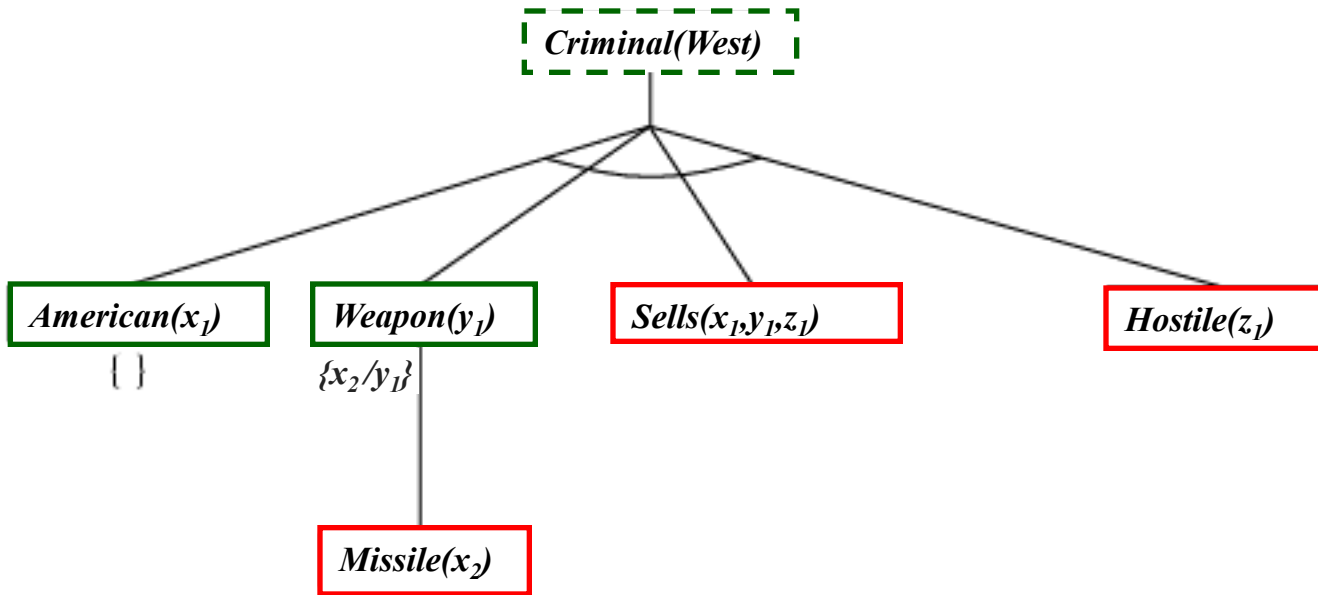 Criminal(West)
American(x₁)
Weapon(y₁)
Sells(x₁,y₁,z₁)
Hostile(z₁)
{ }
{x₂/y₁}
Missile(x₂)